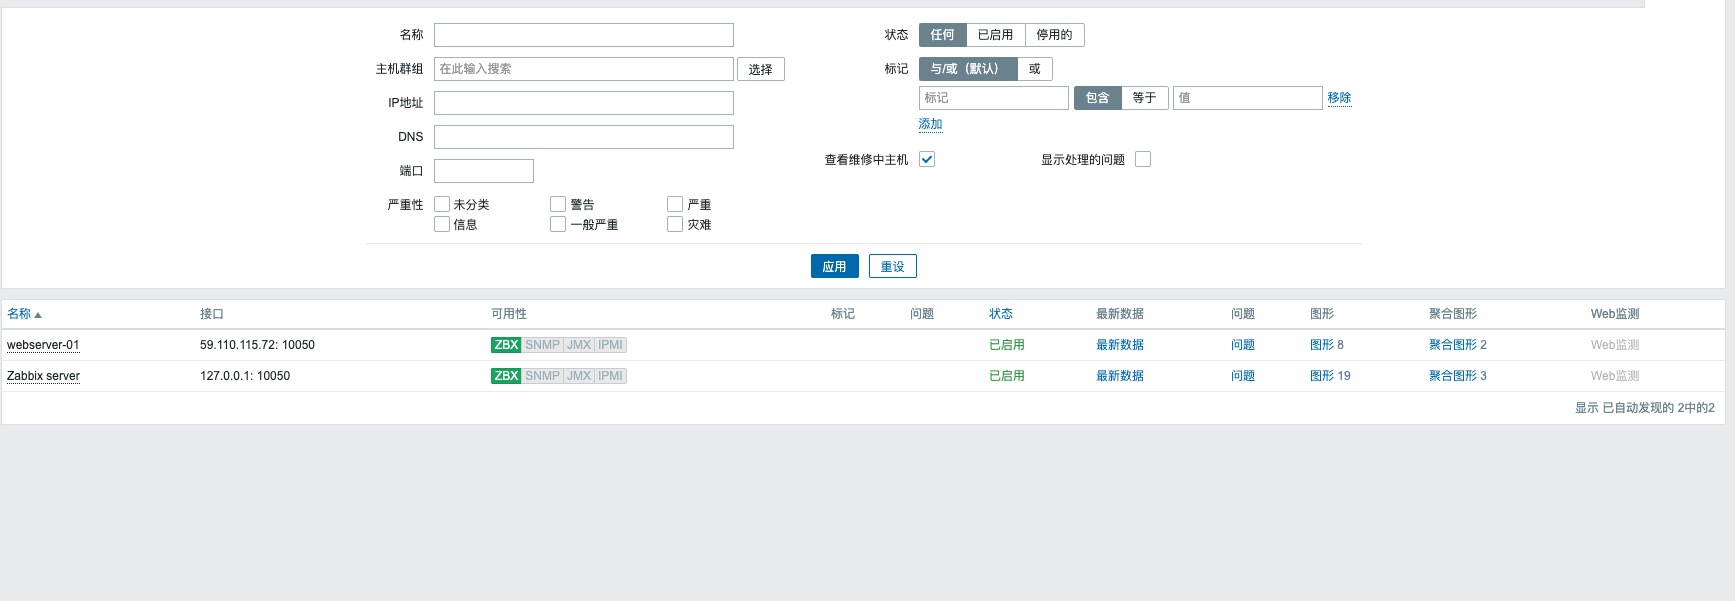 名称
状态 任何 已启用 停用的
主机群组 在此输入搜索 选择
标记 与/或（默认） 或
IP地址
标记 包含 等于 值 移除
添加
DNS
查看维修中主机 显示处理的问题
端口
严重性 未分类 警告 严重
信息 一般严重 灾难
应用 重设
名称 接口 可用性 标记 问题 状态 最新数据 问题 图形 聚合图形 Web监测
webserver-01 59.110.115.72: 10050 ZBX SNMP JMX IPMI 已启用 最新数据 问题 图形 8 聚合图形 2 Web监测
Zabbix server 127.0.0.1: 10050 ZBX SNMP JMX IPMI 已启用 最新数据 问题 图形 19 聚合图形 3 Web监测
显示 已自动发现的 2中的2